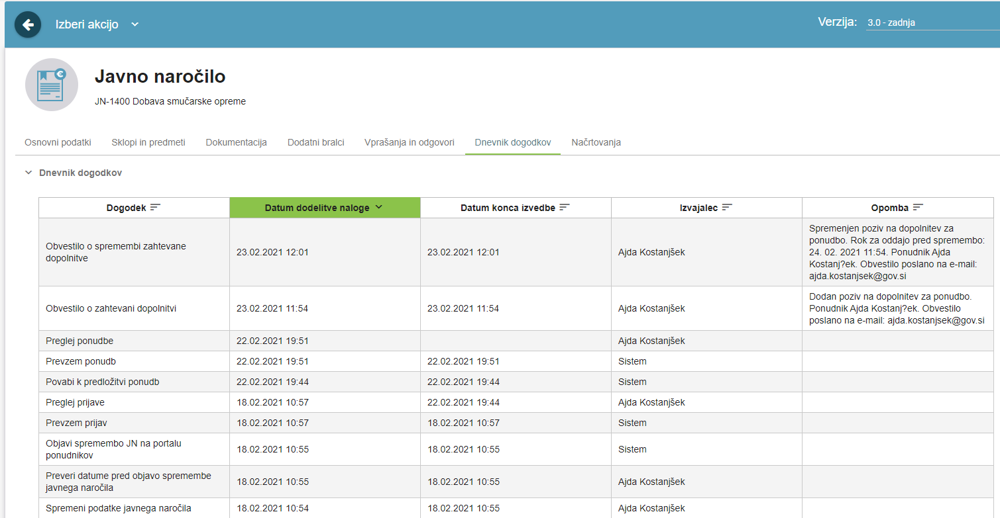 Izberi akcijo
Verzija: 3.0 - zadnja
Javno naročilo
JN-1400 Dobava smučarske opreme
Osnovni podatki Sklopi in predmeti Dokumentacija Dodatni bralci Vprašanja in odgovori Dnevnik dogodkov Načrtovanja
Dnevnik dogodkov
Dogodek Datum dodelitve naloge Datum konca izvedbe Izvajalec Opomba
Obvestilo o spremembi zahtevane
dopolnitve
23.02.2021 12:01 23.02.2021 12:01 Ajda Kostanjšek
Spremenjen poziv na dopolnitev za
ponudbo. Rok za oddajo pred spremembo:
24. 02. 2021 11:54. Ponudnik Ajda
Kostanj?ek. Obvestilo poslano na e-mail:
ajda.kostanjsek@gov.si
Obvestilo o zahtevani dopolnitvi 23.02.2021 11:54 23.02.2021 11:54 Ajda Kostanjšek
Dodan poziv na dopolnitev za ponudbo.
Ponudnik Ajda Kostanj?ek. Obvestilo
poslano na e-mail: ajda.kostanjsek@gov.si
Preglej ponudbe 22.02.2021 19:51 Ajda Kostanjšek
Prevzem ponudb 22.02.2021 19:51 22.02.2021 19:51 Sistem
Povabi k predložitvi ponudb 22.02.2021 19:44 22.02.2021 19:44 Sistem
Preglej prijave 18.02.2021 10:57 22.02.2021 19:44 Ajda Kostanjšek
Prevzem prijav 18.02.2021 10:57 18.02.2021 10:57 Sistem
Objavi spremembo JN na portalu
ponudnikov
18.02.2021 10:55 18.02.2021 10:55 Sistem
Preveri datume pred objavo spremembe
javnega naročila
18.02.2021 10:55 18.02.2021 10:55 Ajda Kostanjšek
Spremeni podatke javnega naročila 18.02.2021 10:54 18.02.2021 10:55 Ajda Kostanjšek